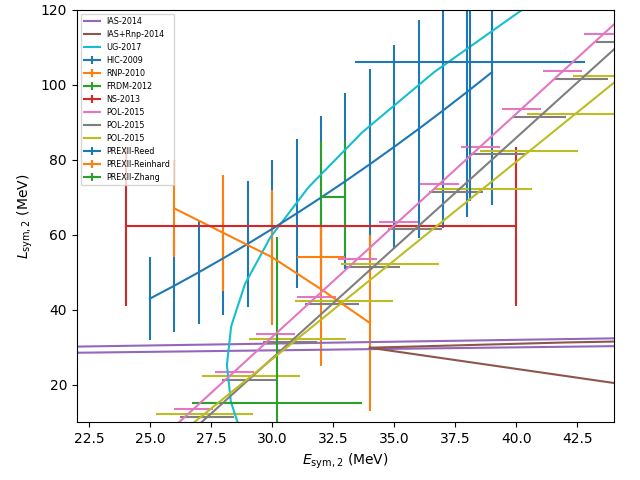 IAS-2014
IAS+Rnp-2014
UG-2017
HIC-2009
RNP-2010
FRDM-2012
NS-2013
POL-2015
POL-2015
POL-2015
PREXII-Reed
PREXII-Reinhard
PREXII-Zhang
120
100
80
60
40
20
L_sym, 2 (MeV)
22.5 25.0 27.5 30.0 32.5 35.0 37.5 40.0 42.5
E_sym, 2 (MeV)